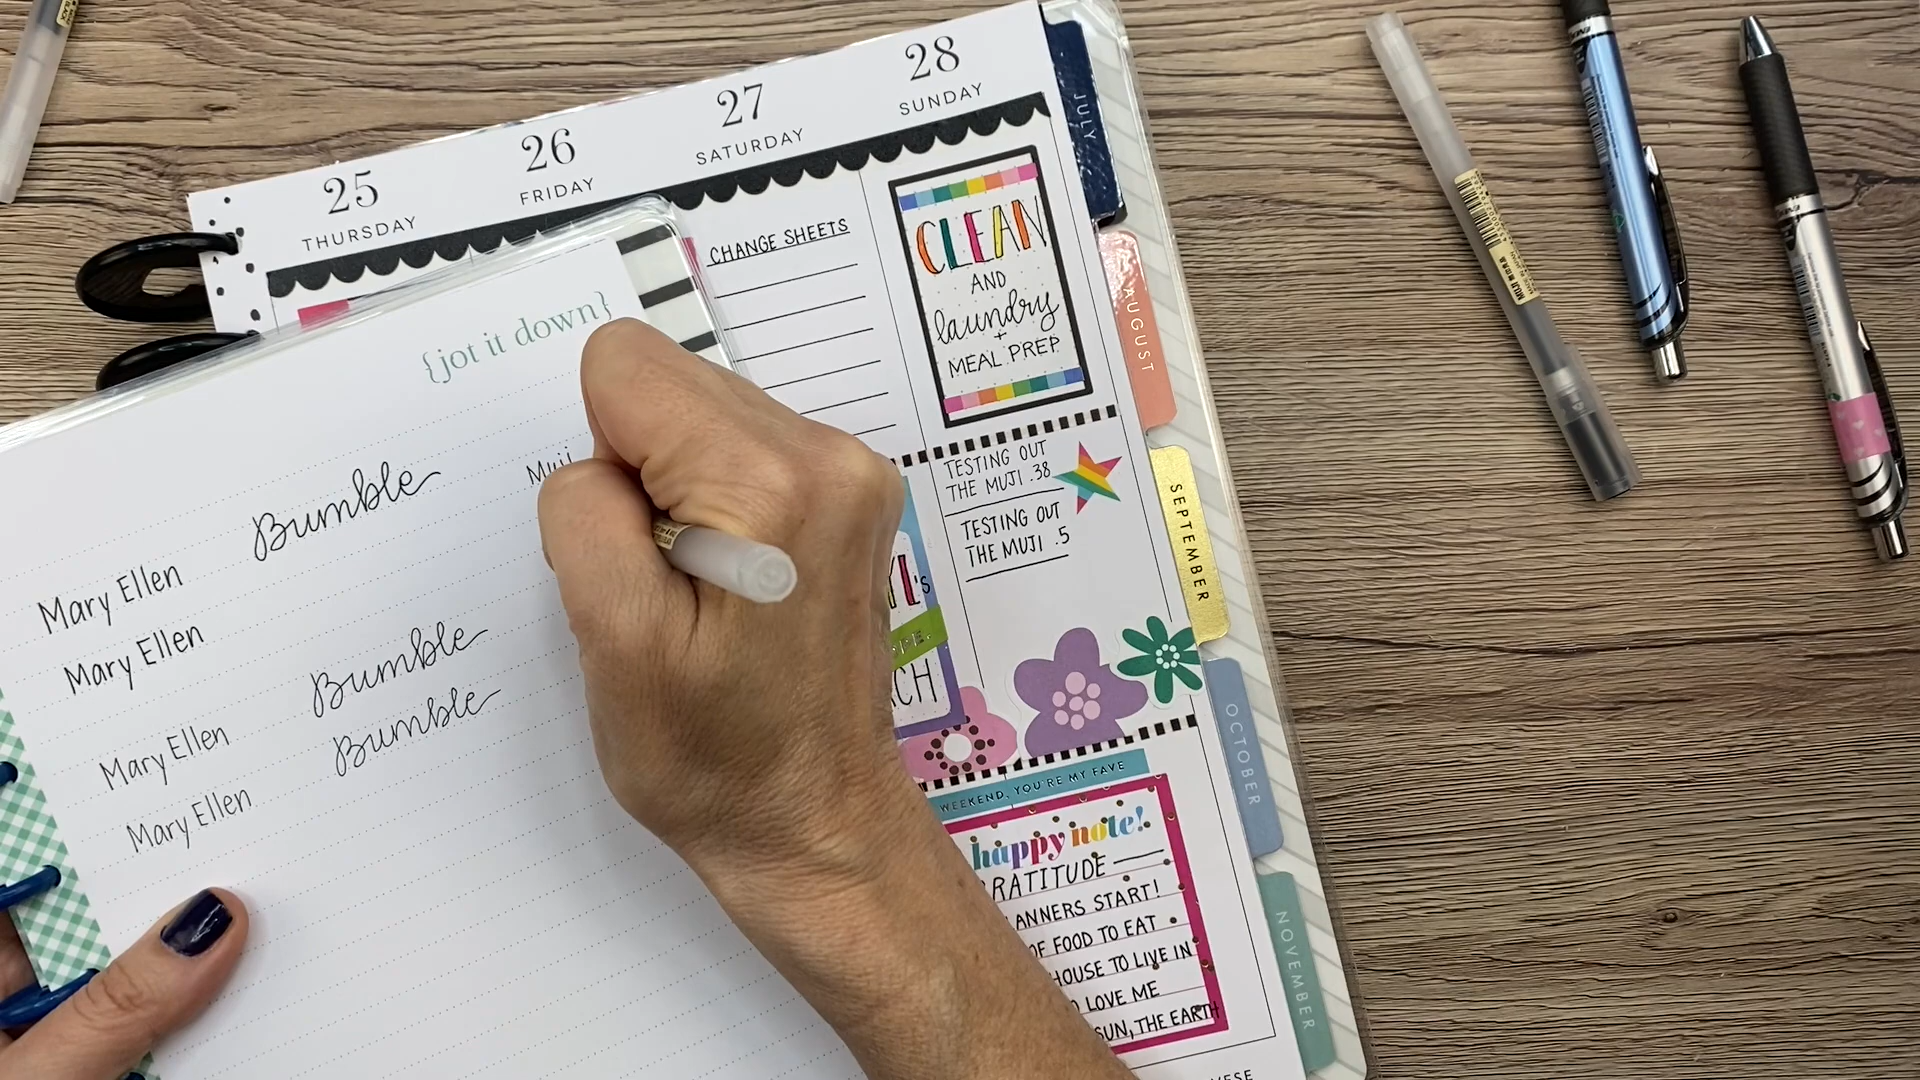 25
THURSDAY
26
FRIDAY
27
SATURDAY
28
SUNDAY
JULY
AUGUST
SEPTEMBER
OCTOBER
NOVEMBER
CHANGE SHEETS
CLEAN
AND
laundry
+
MEAL PREP
TESTING OUT
THE MUJI .38
TESTING OUT
THE MUJI .5
WEEKEND, YOU'RE MY FAVE
happy note!
RATITUDE
ANNERS START!
OF FOOD TO EAT
HOUSE TO LIVE IN
LOVE ME
SUN, THE EARTH
{jot it down}
Bumble
Muji
Mary Ellen
Mary Ellen
Bumble
Bumble
Mary Ellen
Mary Ellen